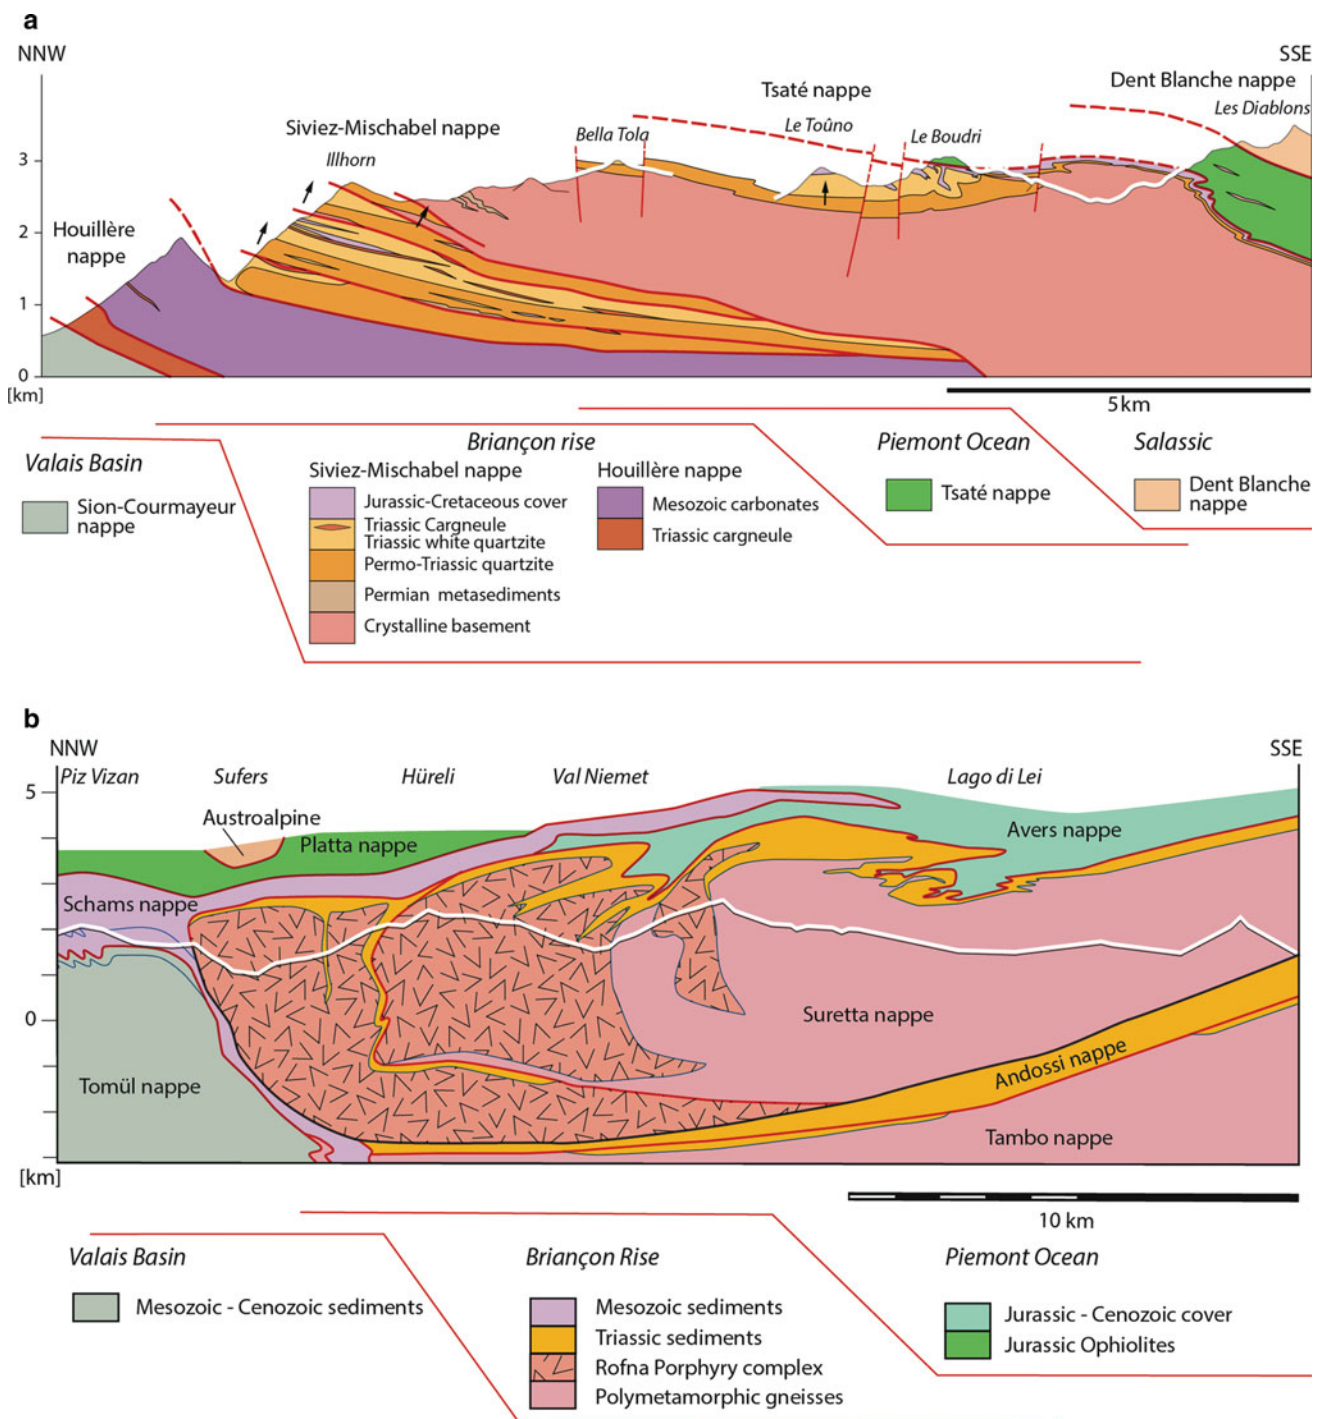 a
NNW
SSE
Dent Blanche nappe
Les Diablons
Tsaté nappe
Le Toûno
Le Boudri
Bella Tola
Siviez-Mischabel nappe
Illhorn
Houillère
nappe
3
2
1
0
[km]
5km
Valais Basin
Sion-Courmayeur
nappe
Briançon rise
Siviez-Mischabel nappe
Jurassic-Cretaceous cover
Triassic Cargneule
Triassic white quartzite
Permo-Triassic quartzite
Permian metasediments
Crystalline basement
Houillère nappe
Mesozoic carbonates
Triassic cargneule
Piemont Ocean
Tsaté nappe
Salassic
Dent Blanche
nappe
b
NNW
SSE
Piz Vizan
Sufers
Hüreli
Val Niemet
Lago di Lei
5
Austroalpine
Platta nappe
Avers nappe
Schams nappe
0
Suretta nappe
Tomül nappe
Andossi nappe
Tambo nappe
[km]
10 km
Valais Basin
Mesozoic - Cenozoic sediments
Briançon Rise
Mesozoic sediments
Triassic sediments
Rofna Porphyry complex
Polymetamorphic gneisses
Piemont Ocean
Jurassic - Cenozoic cover
Jurassic Ophiolites